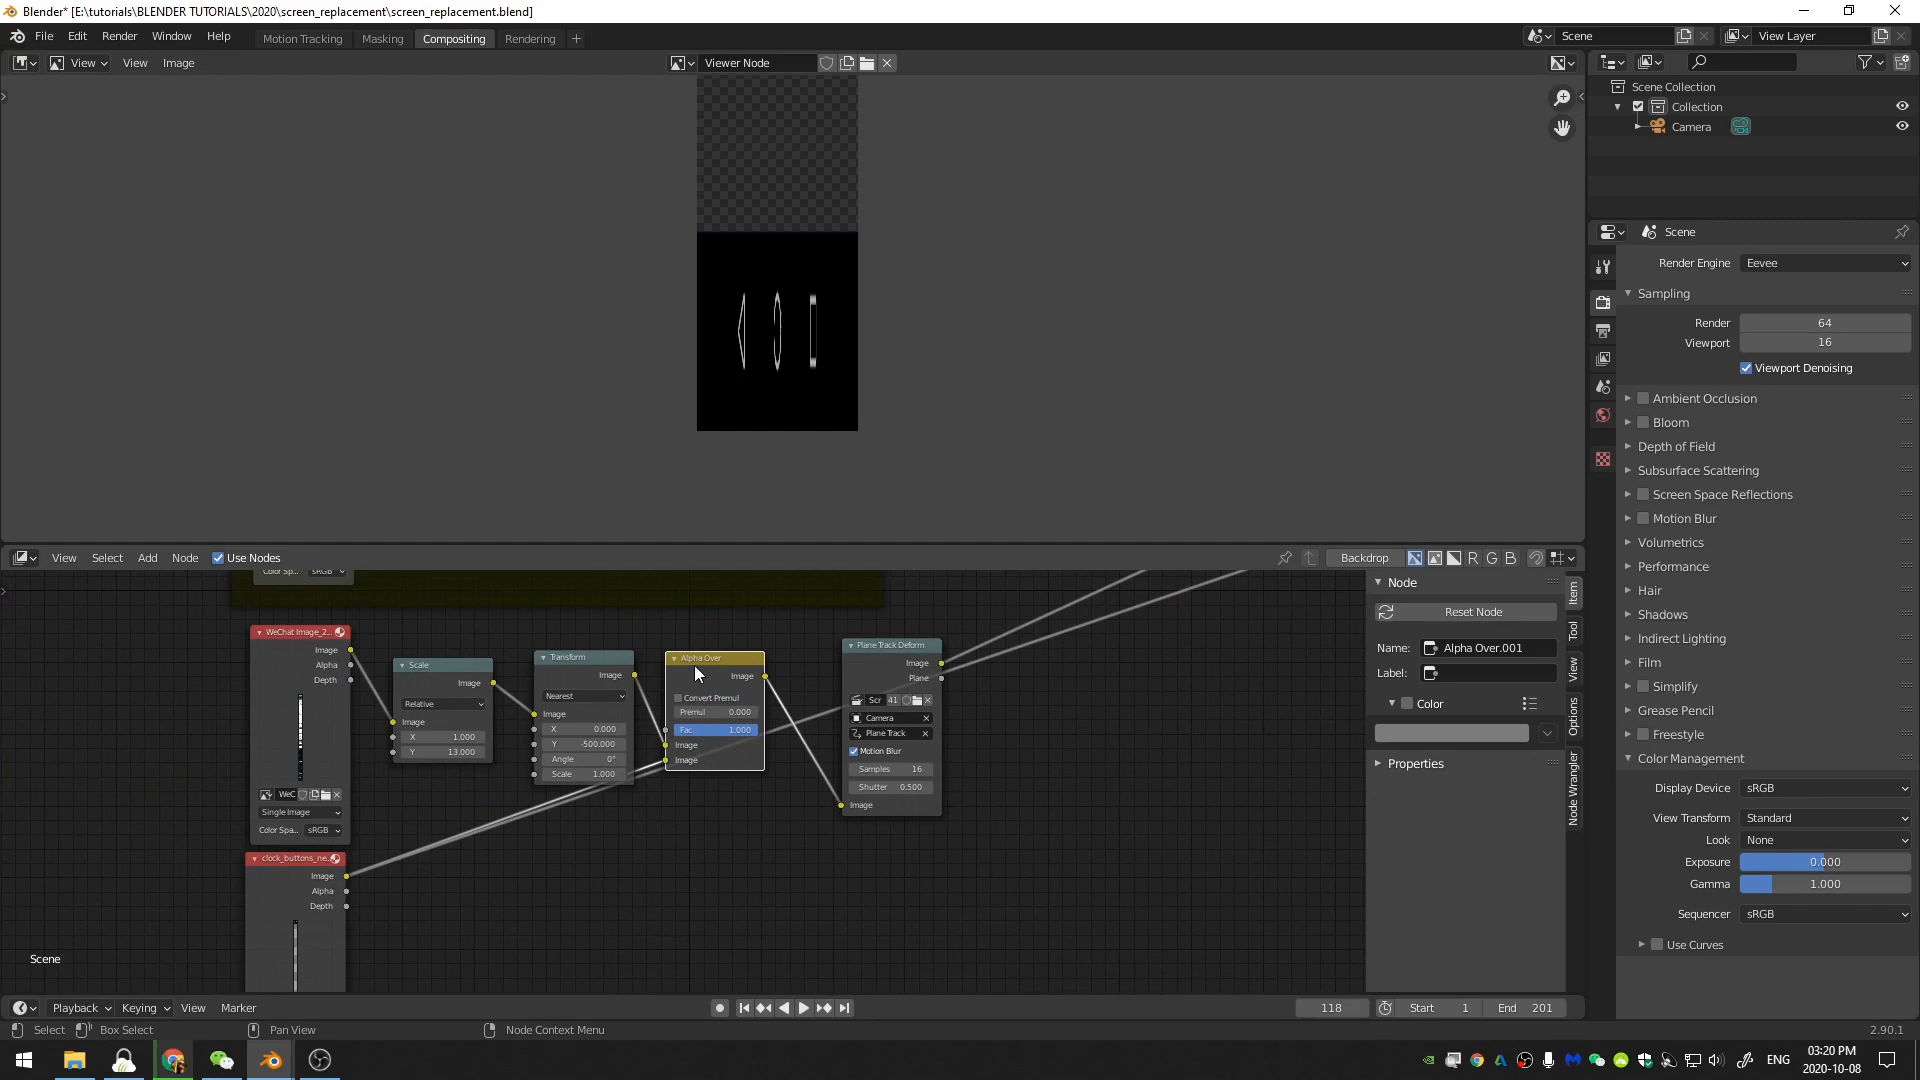 Blender* [E:\tutorials\BLENDER TUTORIALS\2020\screen_replacement\screen_replacement.blend]
File Edit Render Window Help Motion Tracking Masking Compositing Rendering + Scene View Layer
View View Image Viewer Node
Scene Collection
Collection
Camera
Scene
Render Engine Eevee
Sampling
Render 64
Viewport 16
Viewport Denoising
Ambient Occlusion
Bloom
Depth of Field
Subsurface Scattering
Screen Space Reflections
Motion Blur
Volumetrics
Performance
Hair
Shadows
Indirect Lighting
Film
Simplify
Grease Pencil
Freestyle
Color Management
Display Device sRGB
View Transform Standard
Look None
Exposure 0.000
Gamma 1.000
Sequencer sRGB
Use Curves
View Select Add Node Use Nodes Backdrop R G B
Color Sp... sRGB
WeChat Image_2...
Image
Alpha
Depth
WeC
Single Image
Color Spa... sRGB
clock_buttons_ne...
Image
Alpha
Depth
Scale
Image
Relative
Image
X 1.000
Y 13.000
Transform
Image
Nearest
Image
X 0.000
Y -500.000
Angle 0°
Scale 1.000
Alpha Over
Image
Convert Premul
Premul 0.000
Fac 1.000
Image
Image
Plane Track Deform
Image
Plane
Scr 41
Camera
Plane Track
Motion Blur
Samples 16
Shutter 0.500
Image
Node
Reset Node
Name: Alpha Over.001
Label:
Color
Properties
Item
Tool
View
Options
Node Wrangler
Scene
Playback Keying View Marker 118 Start 1 End 201
Select Box Select Pan View Node Context Menu 2.90.1
ENG
03:20 PM
2020-10-08